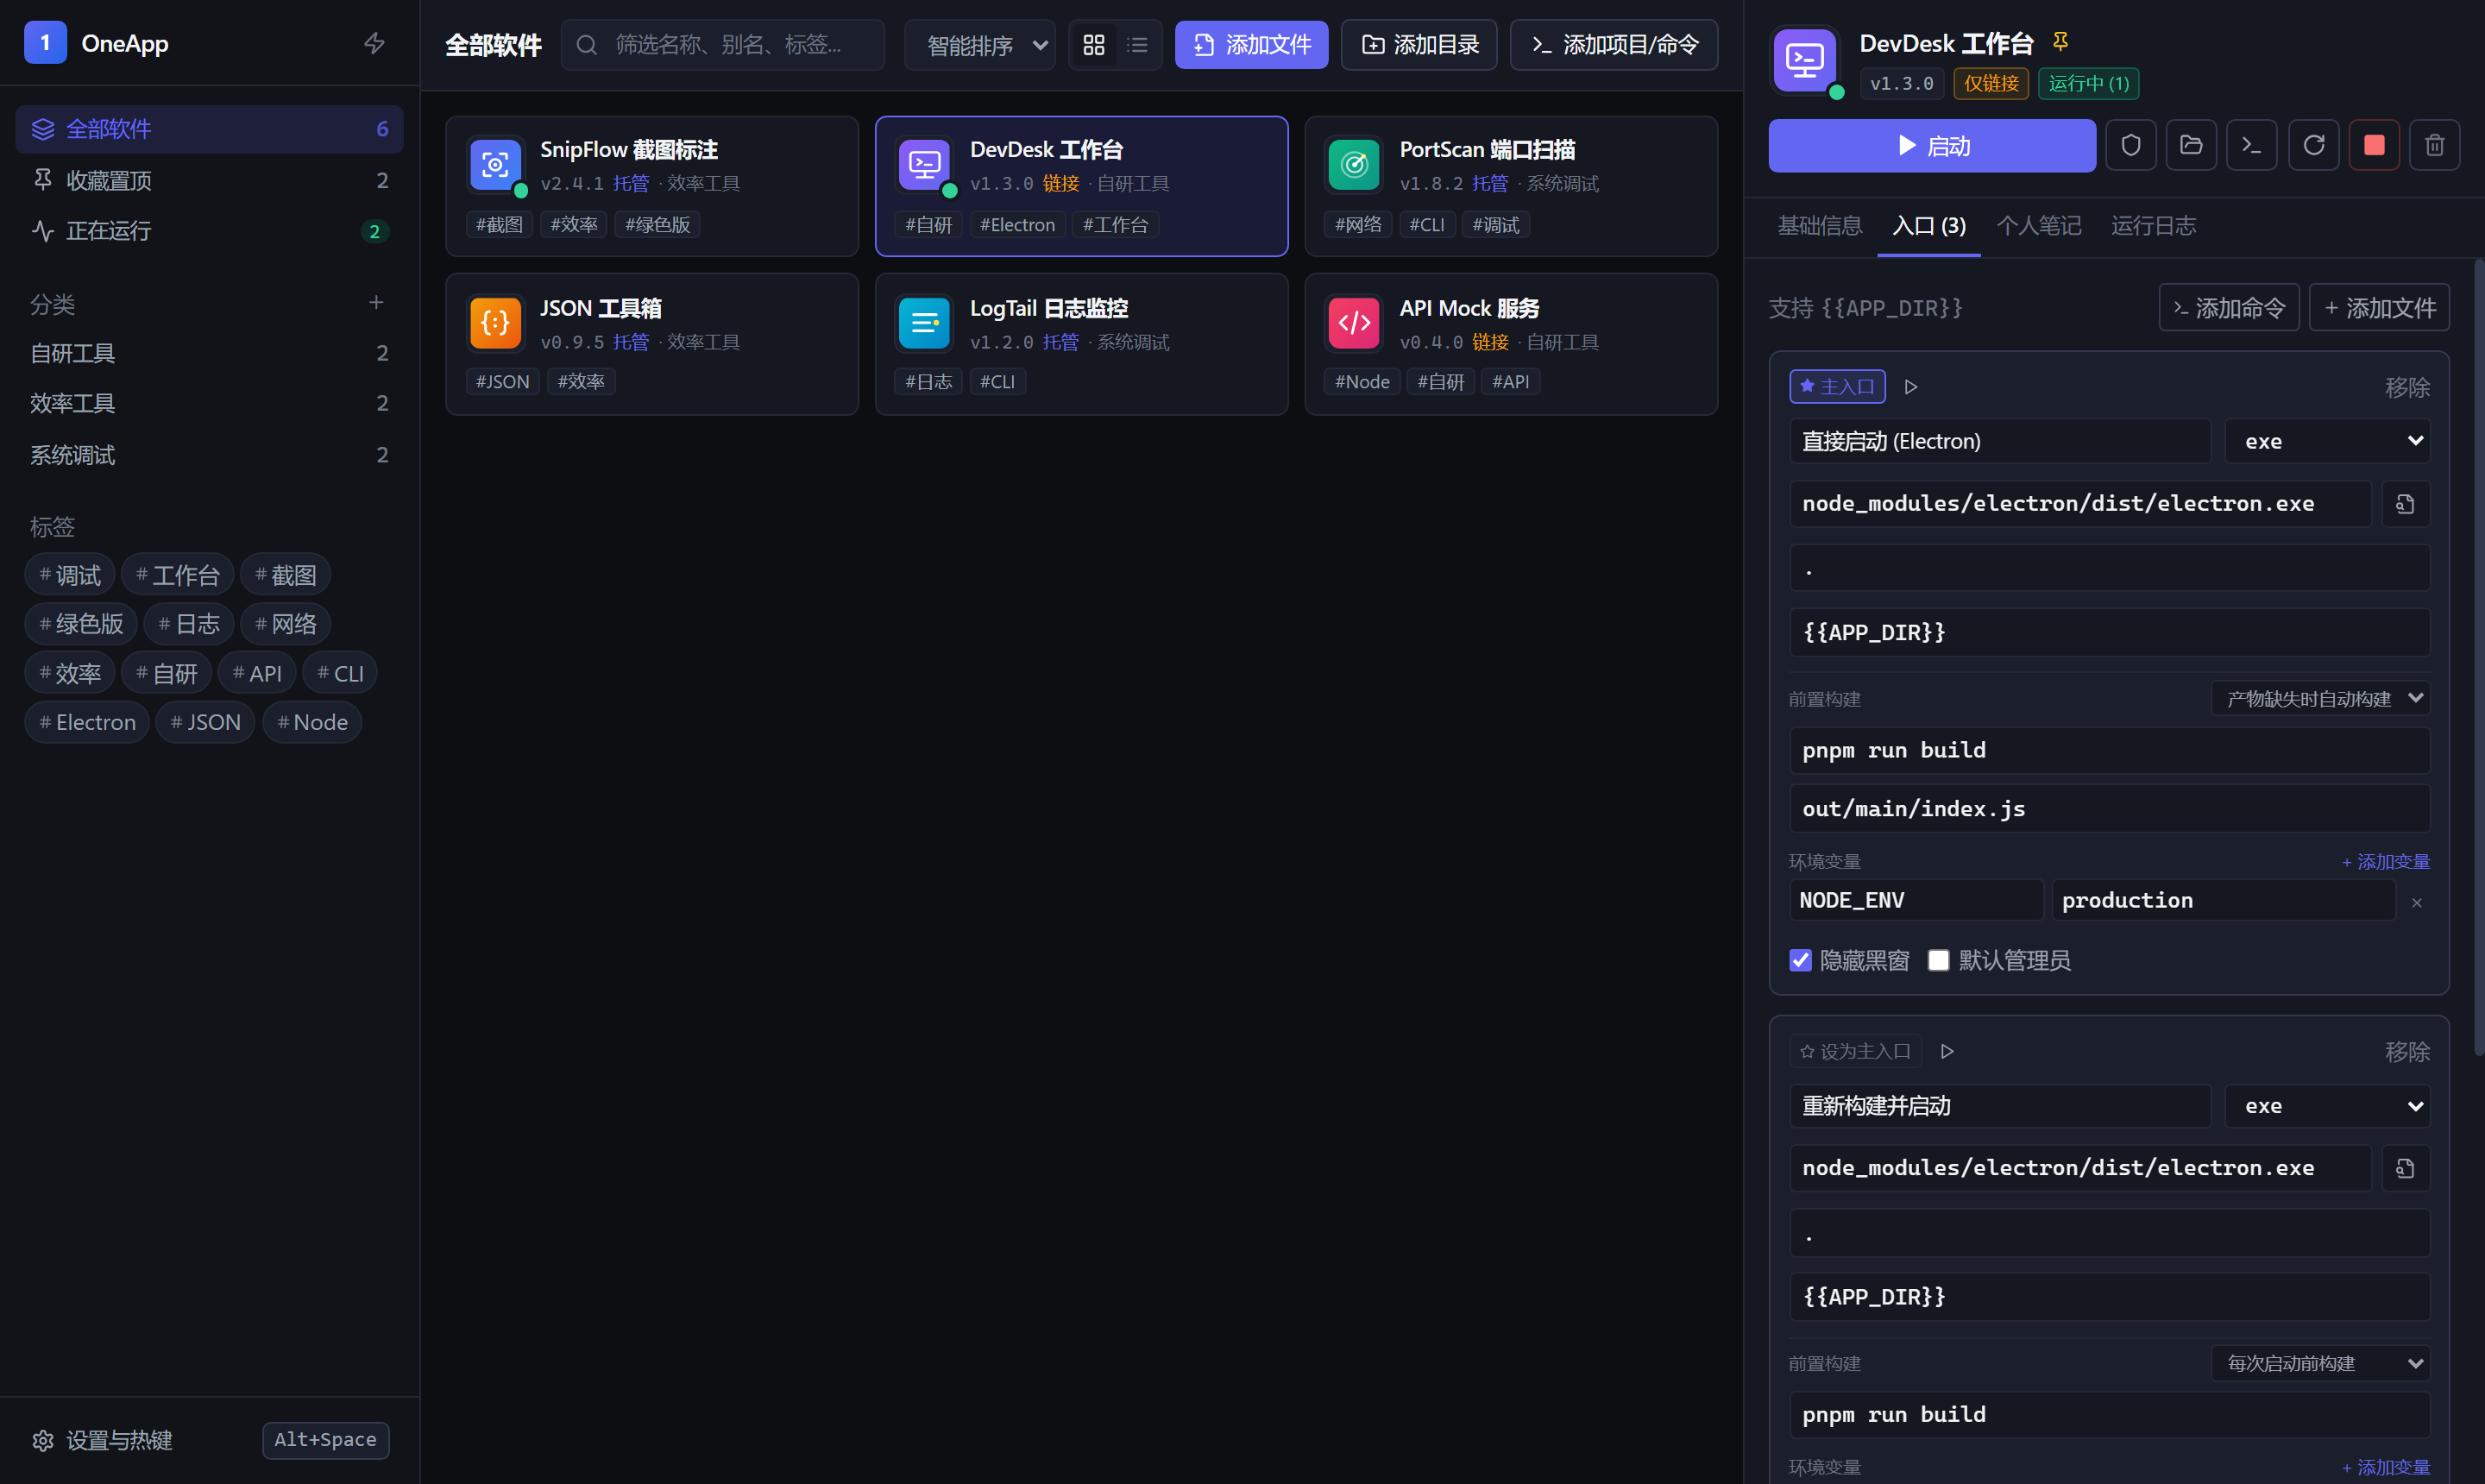 1 OneApp
全部软件 6
收藏置顶 2
正在运行 2
分类 +
自研工具 2
效率工具 2
系统调试 2
标签
#调试 #工作台 #截图
#绿色版 #日志 #网络
#效率 #自研 #API #CLI
#Electron #JSON #Node
设置与热键 Alt+Space
全部软件 筛选名称、别名、标签... 智能排序 添加文件 添加目录 添加项目/命令
SnipFlow 截图标注
v2.4.1 托管 · 效率工具
#截图 #效率 #绿色版
DevDesk 工作台
v1.3.0 链接 · 自研工具
#自研 #Electron #工作台
PortScan 端口扫描
v1.8.2 托管 · 系统调试
#网络 #CLI #调试
JSON 工具箱
v0.9.5 托管 · 效率工具
#JSON #效率
LogTail 日志监控
v1.2.0 托管 · 系统调试
#日志 #CLI
API Mock 服务
v0.4.0 链接 · 自研工具
#Node #自研 #API
DevDesk 工作台
v1.3.0 仅链接 运行中 (1)
启动
基础信息 入口 (3) 个人笔记 运行日志
支持 {{APP_DIR}} 添加命令 + 添加文件
主入口 移除
直接启动 (Electron) exe
node_modules/electron/dist/electron.exe
.
{{APP_DIR}}
前置构建 产物缺失时自动构建
pnpm run build
out/main/index.js
环境变量 + 添加变量
NODE_ENV production ×
隐藏黑窗 默认管理员
设为主入口 移除
重新构建并启动 exe
node_modules/electron/dist/electron.exe
.
{{APP_DIR}}
前置构建 每次启动前构建
pnpm run build
环境变量 + 添加变量